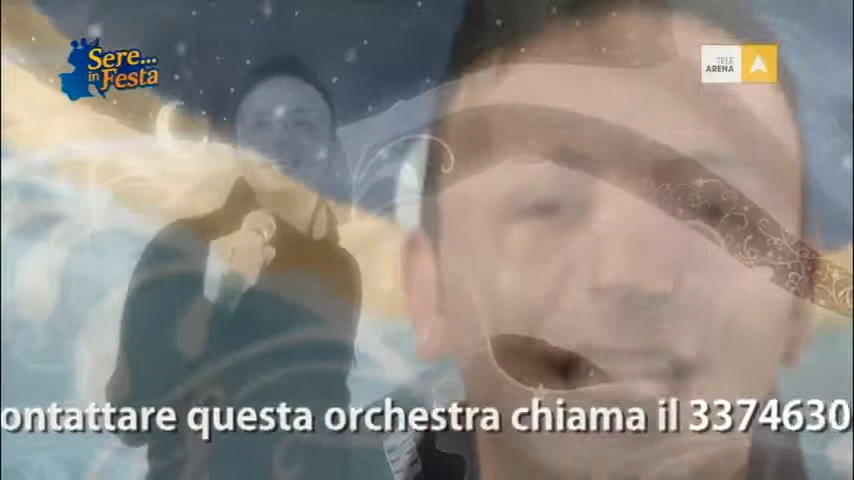 Sere...
in Festa
TELE
ARENA
A
ontattare questa orchestra chiama il 3374630